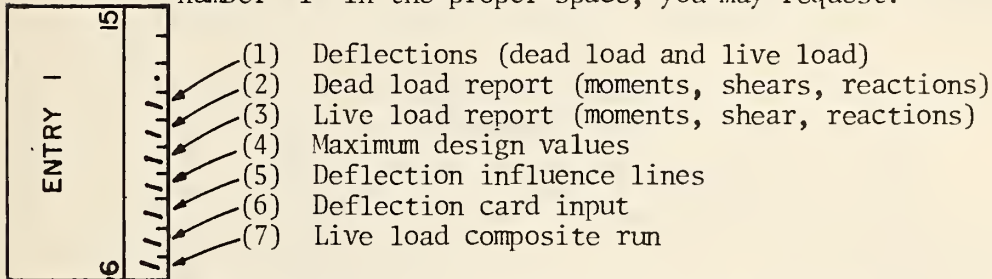 number "1" in the proper space, you may request:
15
ENTRY 1
6
(1) Deflections (dead load and live load)
(2) Dead load report (moments, shears, reactions)
(3) Live load report (moments, shear, reactions)
(4) Maximum design values
(5) Deflection influence lines
(6) Deflection card input
(7) Live load composite run